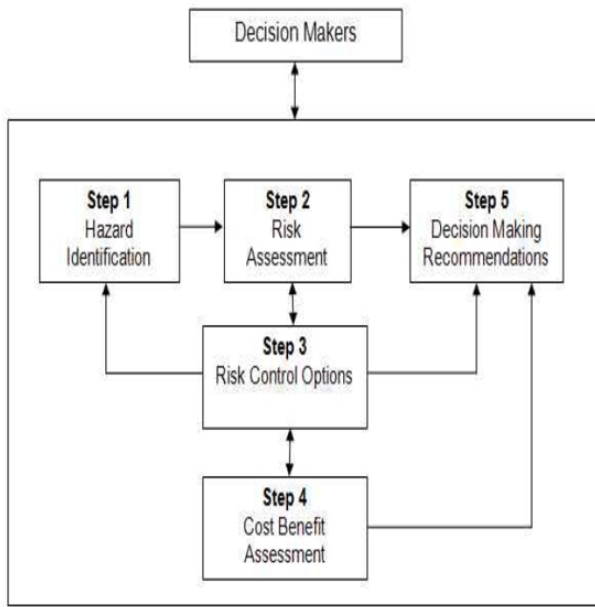 Decision Makers
Step 1
Hazard
Identification
Step 2
Risk
Assessment
Step 5
Decision Making
Recommendations
Step 3
Risk Control Options
Step 4
Cost Benefit
Assessment